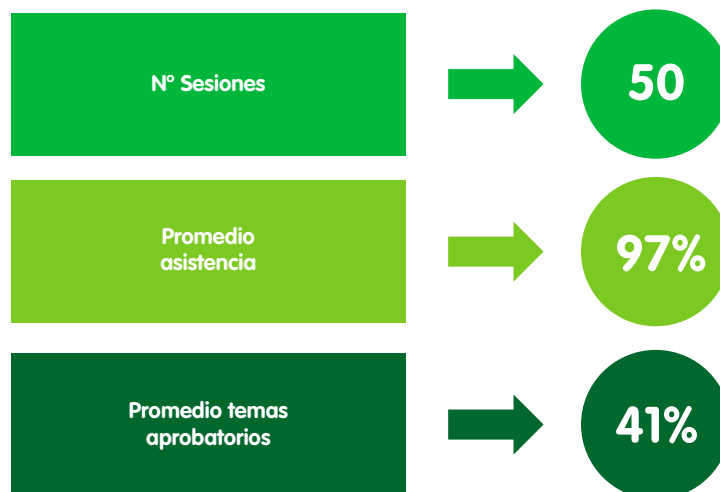 Nº Sesiones
50
Promedio
asistencia
97%
Promedio temas
aprobatorios
41%